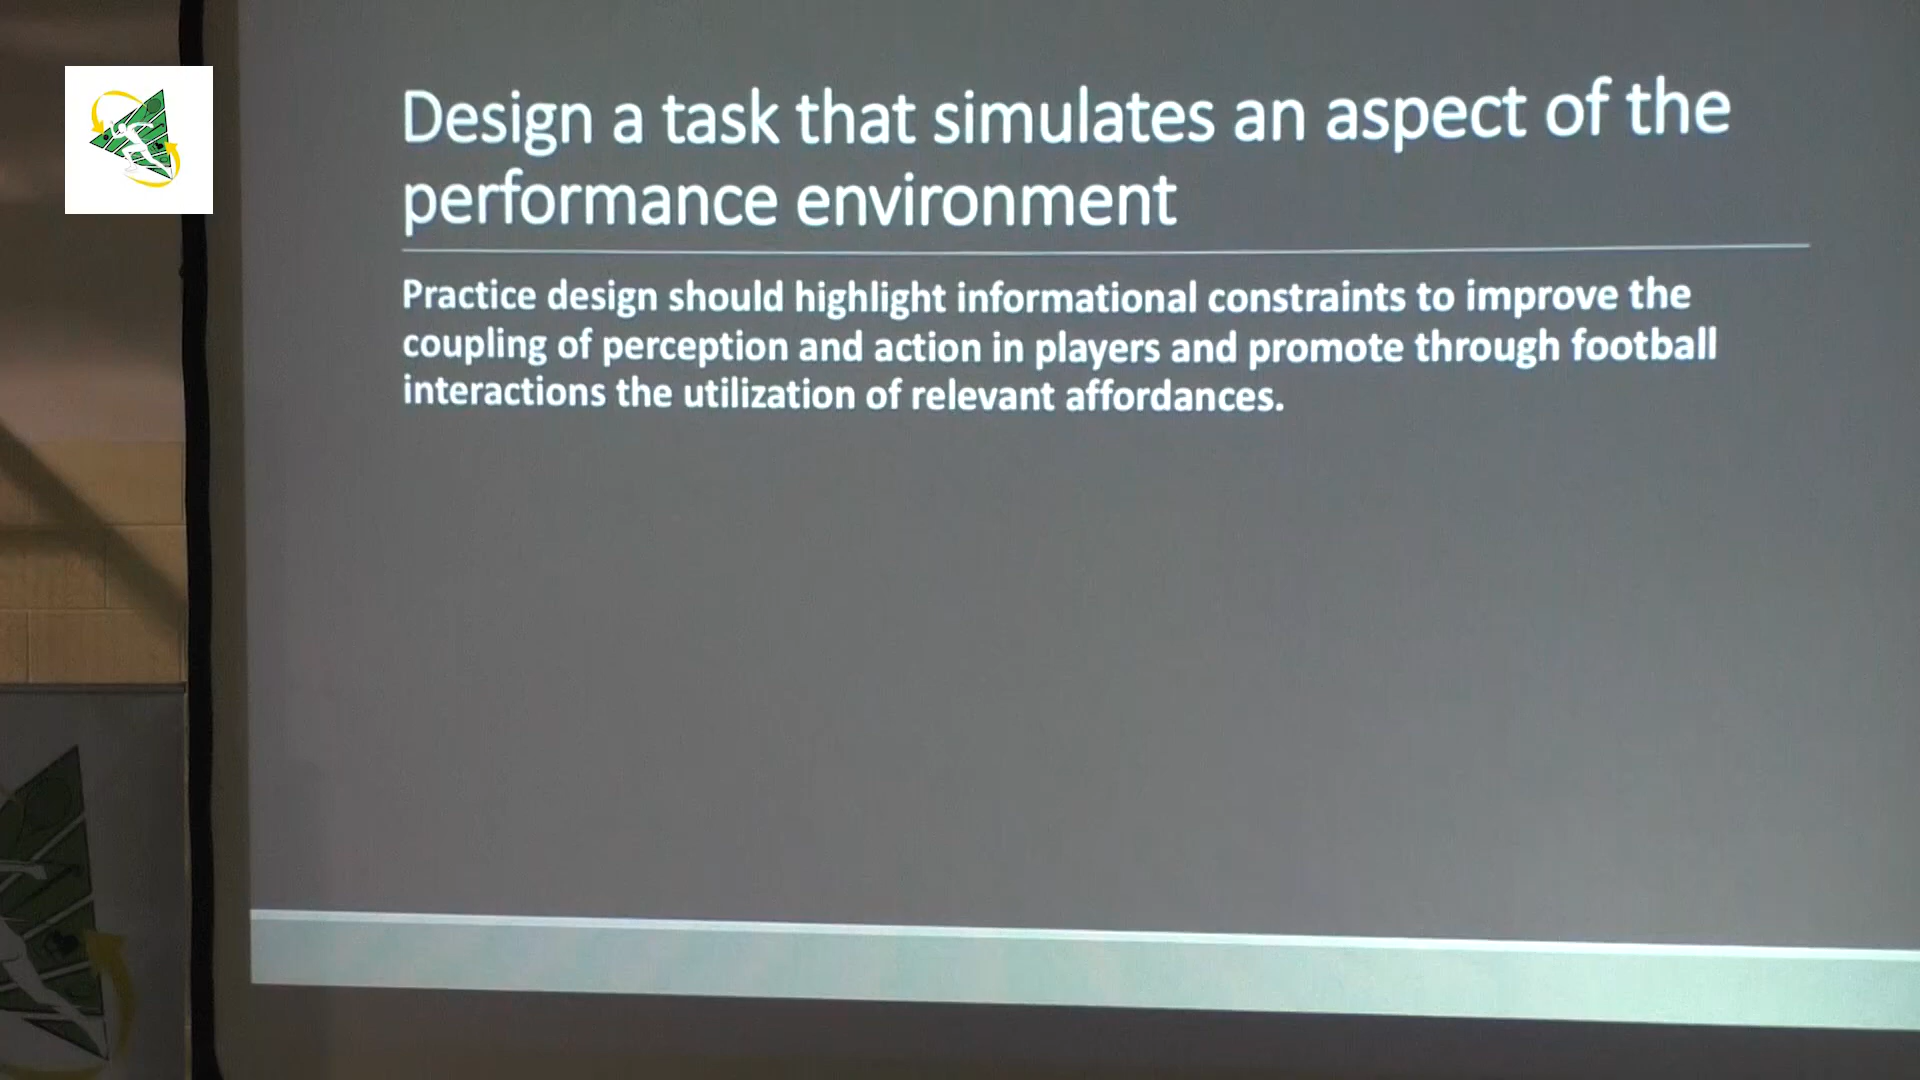 Design a task that simulates an aspect of the
performance environment
Practice design should highlight informational constraints to improve the
coupling of perception and action in players and promote through football
interactions the utilization of relevant affordances.